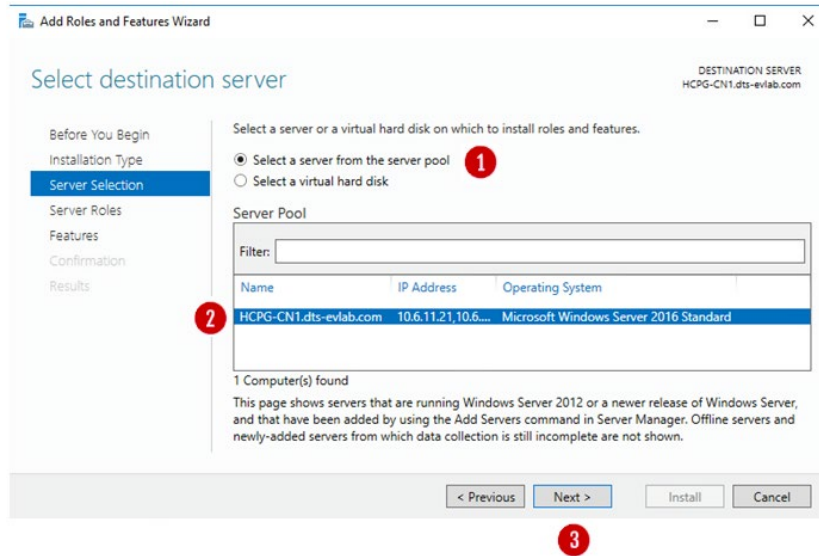 Add Roles and Features Wizard
Select destination server
DESTINATION SERVER
HCPG-CN1.dts-evlab.com
Before You Begin
Installation Type
Server Selection
Server Roles
Features
Confirmation
Results
Select a server or a virtual hard disk on which to install roles and features.
Select a server from the server pool
1
Select a virtual hard disk
Server Pool
Filter:
Name IP Address Operating System
2
HCPG-CN1.dts-evlab.com 10.6.11.21,10.6.... Microsoft Windows Server 2016 Standard
1 Computer(s) found
This page shows servers that are running Windows Server 2012 or a newer release of Windows Server,
and that have been added by using the Add Servers command in Server Manager. Offline servers and
newly-added servers from which data collection is still incomplete are not shown.
< Previous Next > Install Cancel
3